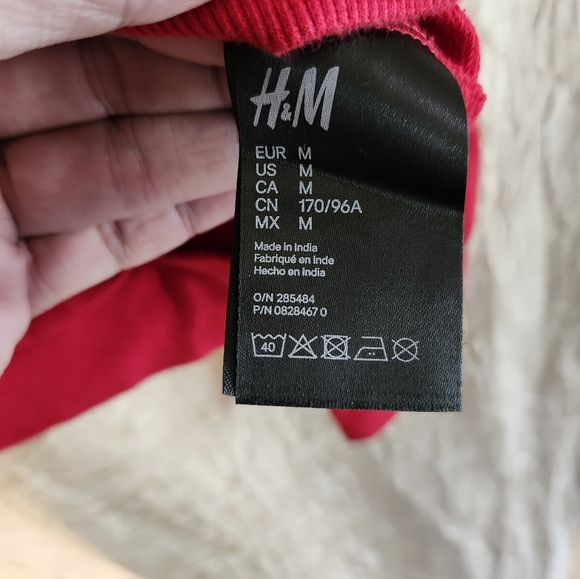 H&M
EUR M
US M
CA M
CN 170/96A
MX M
Made in India
Fabriqué en Inde
Hecho en India
O/N 285484
P/N 0828467 0
40